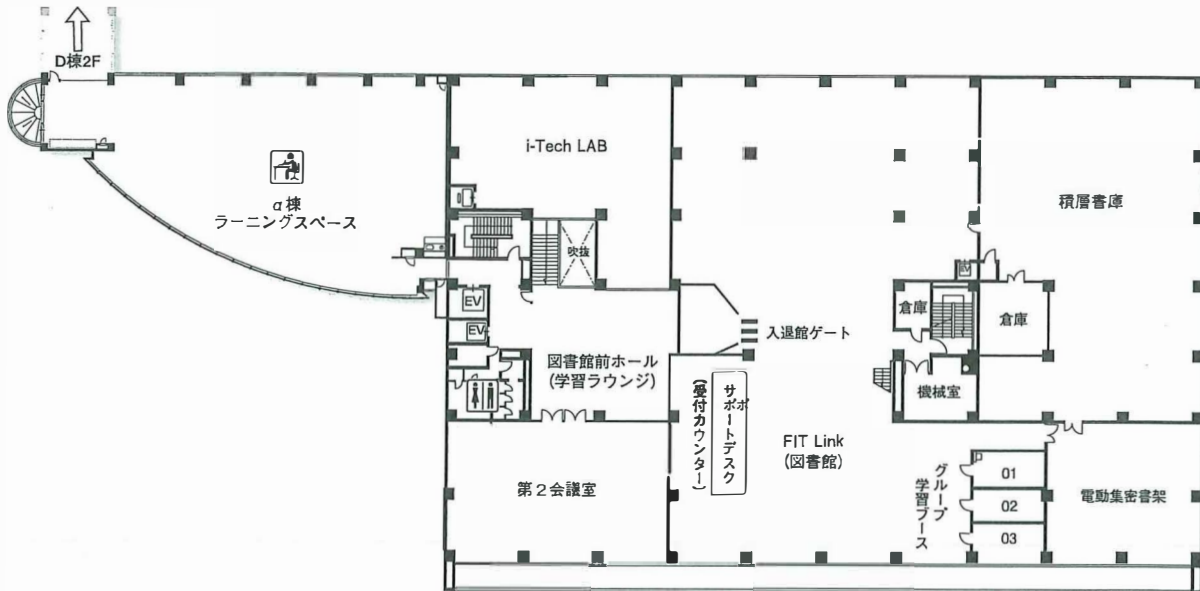 D棟2F
i-Tech LAB
α棟
ラーニングスペース
積層書庫
吹抜
EV
倉庫
倉庫
EV
入退館ゲート
EV
図書館前ホール
(学習ラウンジ)
機械室
サポートデスク
(受付カウンター)
FIT Link
(図書館)
第2会議室
グループ
学習ブース
01
02
03
電動集密書架